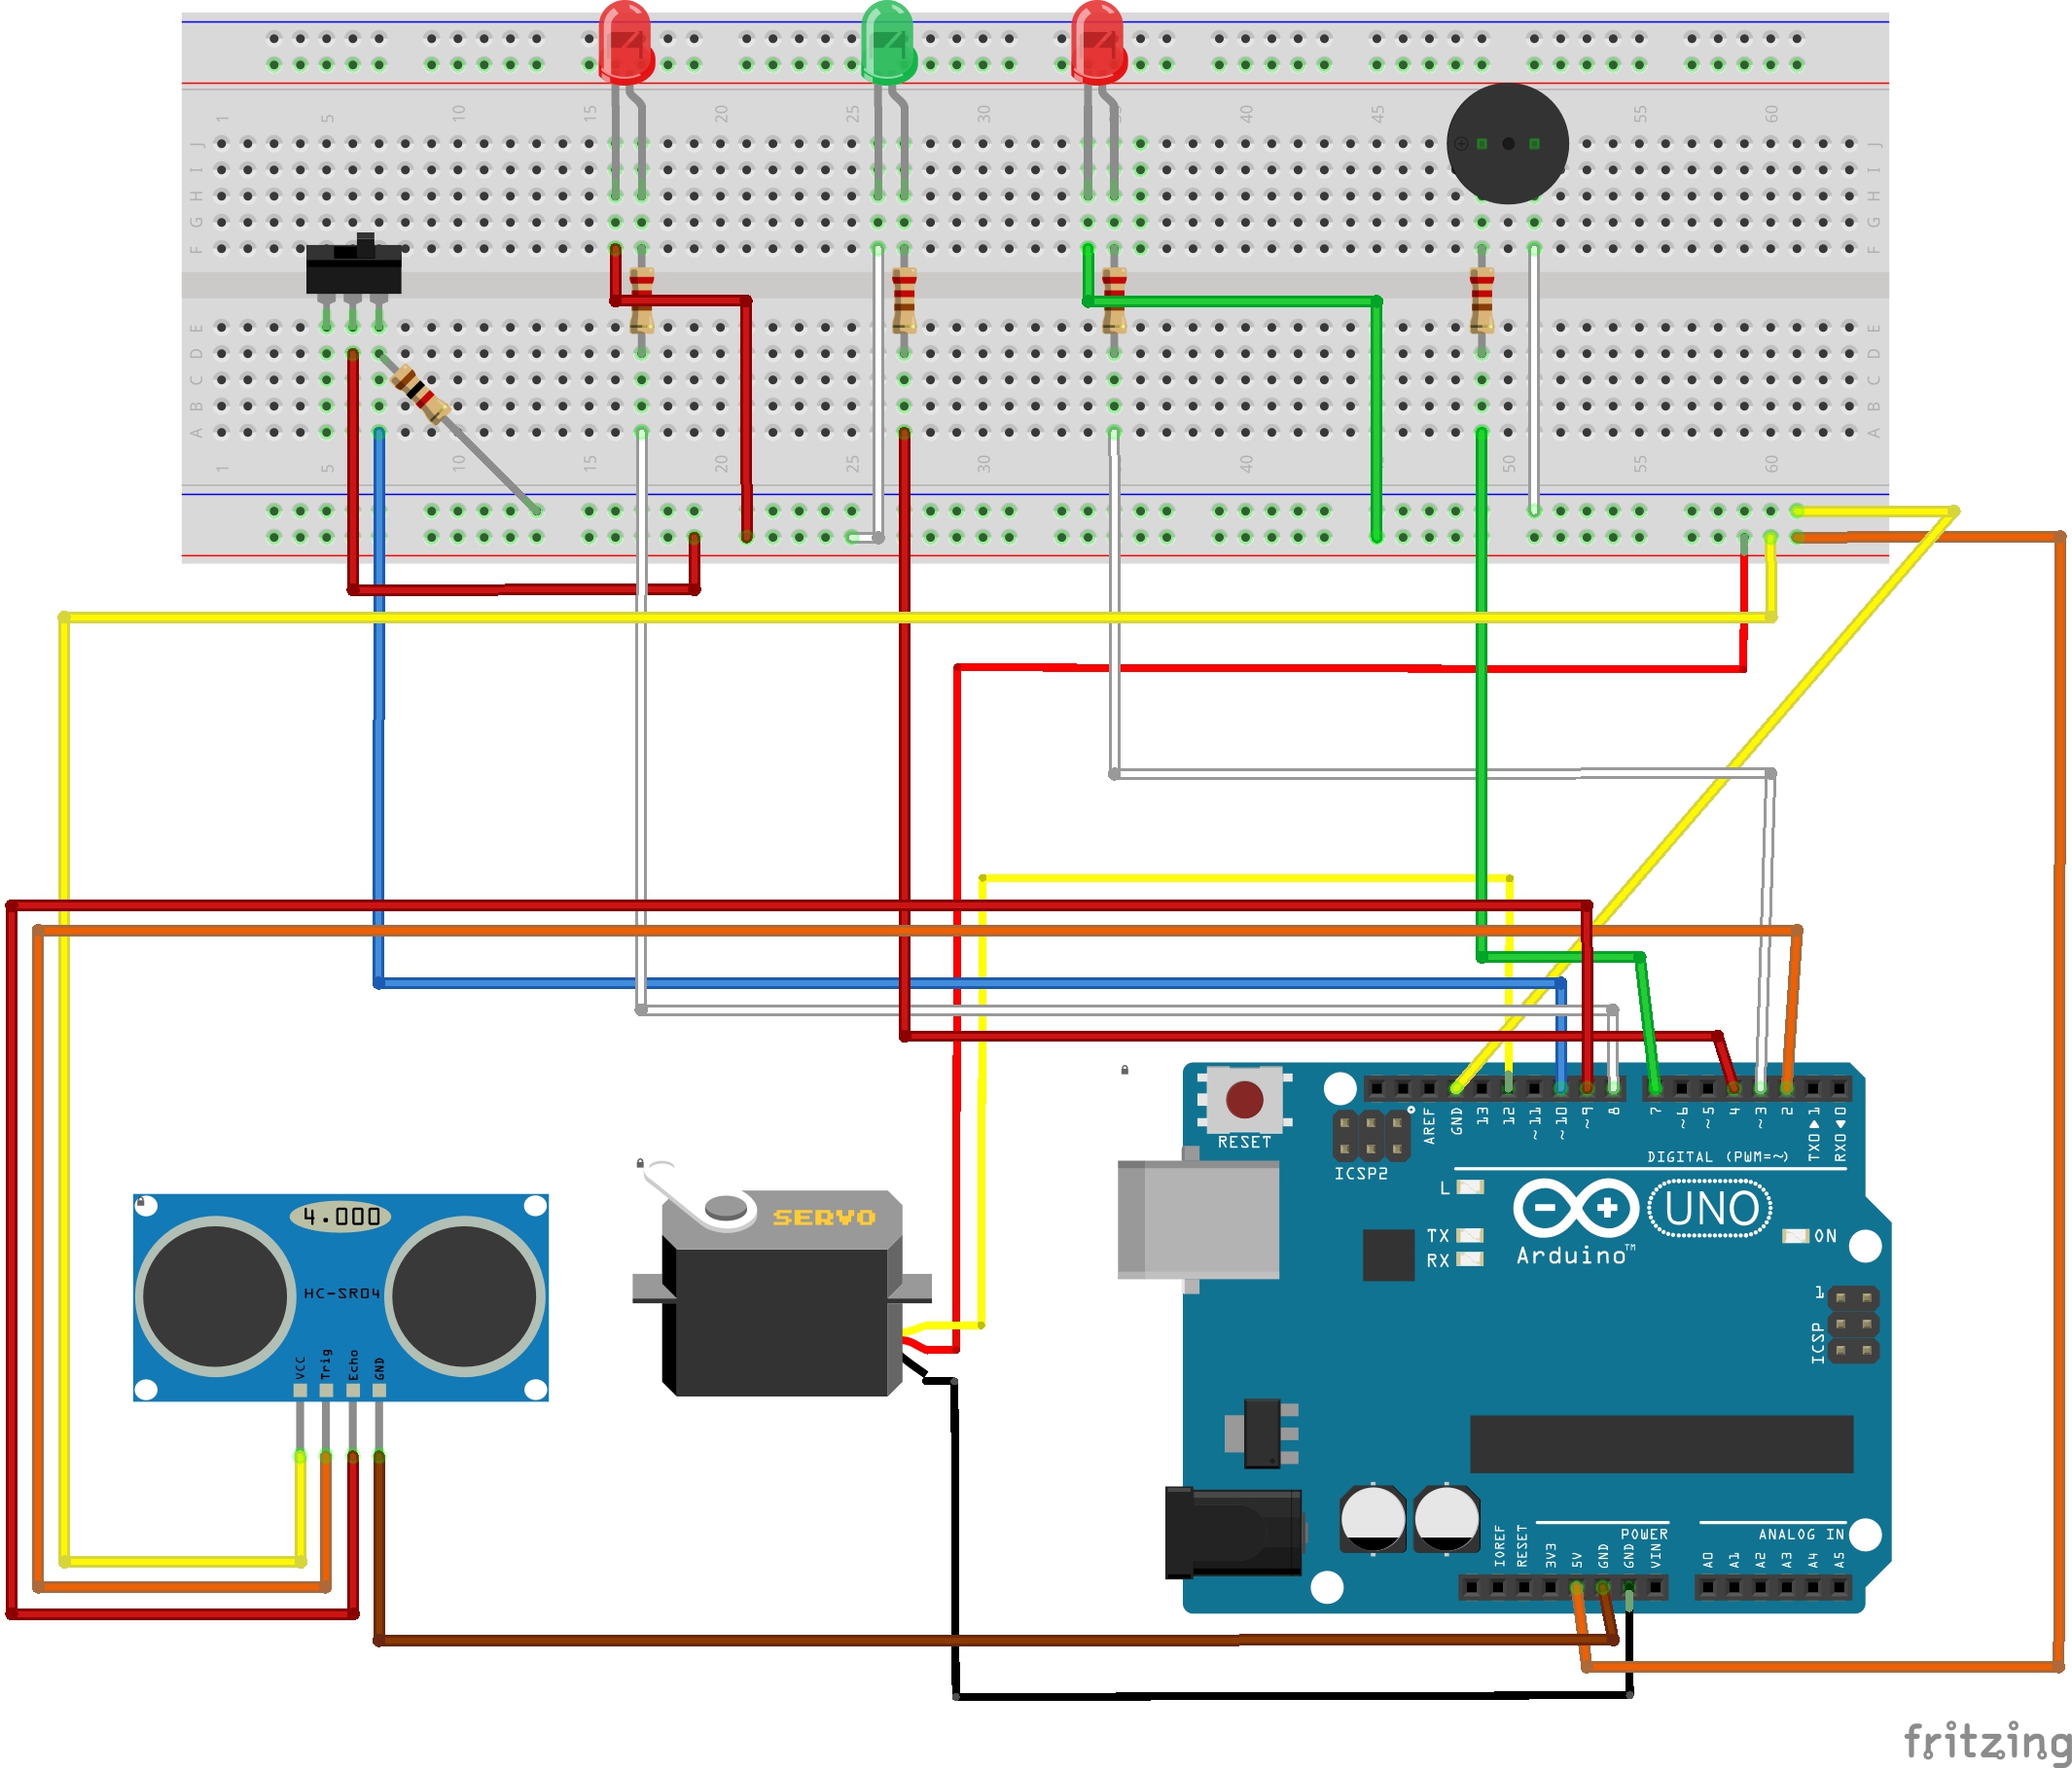 1 5 10 15 20 25 30 35 40 45 50 55 60
J J
I I
H H
G G
F F
E E
D D
C C
B B
A A
1 5 10 15 20 25 30 40 50 55 60
RESET
ICSP2
AREF
GND
13
12
~11
~10
~9
8
7
~6
~5
4
~3
2
TX0 ▶ 1
RX0 ◀ 0
DIGITAL (PWM=~)
L
TX
RX
UNO
Arduino™
ON
1
ICSP
4.000
HC-SR04
VCC
Trig
Echo
GND
SERVO
IOREF
RESET
3V3
5V
GND
GND
VIN
POWER
ANALOG IN
A0
A1
A2
A3
A4
A5
fritzing